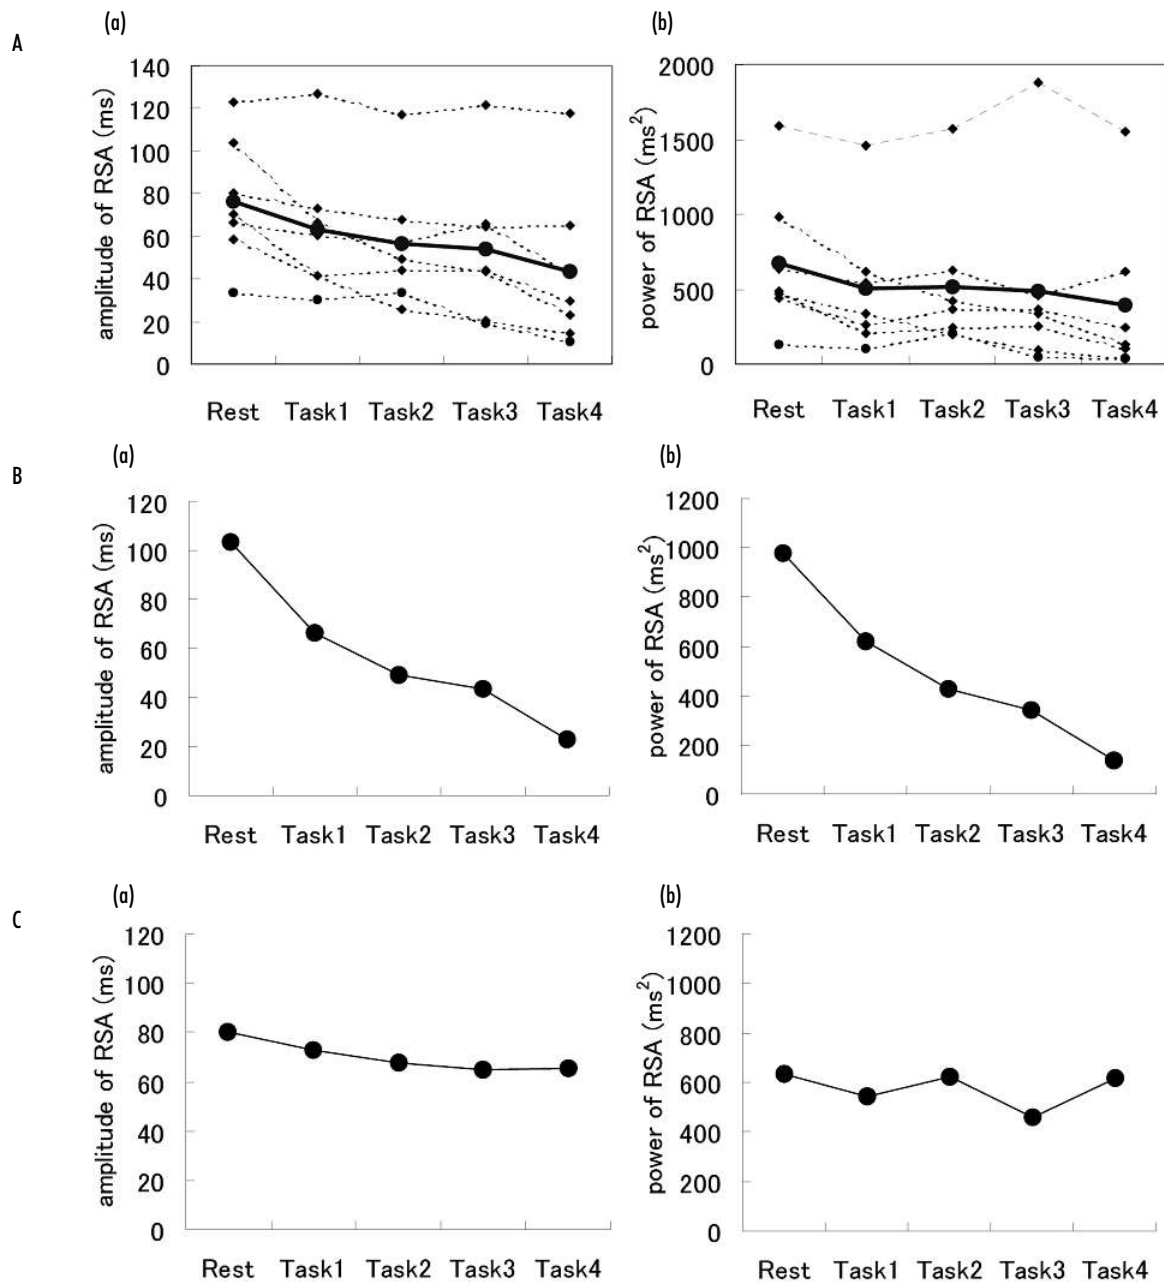 A
(a)
amplitude of RSA (ms)
140
120
100
80
60
40
20
0
Rest Task1 Task2 Task3 Task4
(b)
power of RSA (ms²)
2000
1500
1000
500
0
Rest Task1 Task2 Task3 Task4
B
(a)
amplitude of RSA (ms)
120
100
80
60
40
20
0
Rest Task1 Task2 Task3 Task4
(b)
power of RSA (ms²)
1200
1000
800
600
400
200
0
Rest Task1 Task2 Task3 Task4
C
(a)
amplitude of RSA (ms)
120
100
80
60
40
20
0
Rest Task1 Task2 Task3 Task4
(b)
power of RSA (ms²)
1200
1000
800
600
400
200
0
Rest Task1 Task2 Task3 Task4